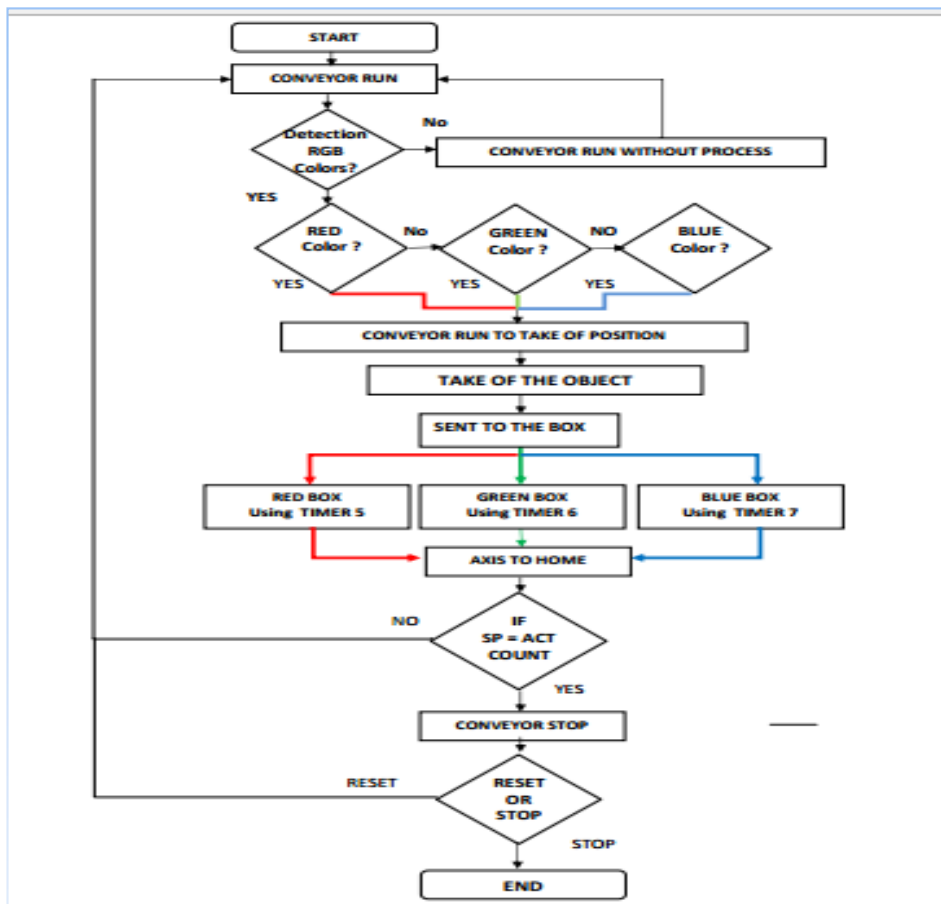 START
CONVEYOR RUN
Detection
RGB
Colors?
No
CONVEYOR RUN WITHOUT PROCESS
YES
RED
Color ?
No
GREEN
Color ?
NO
BLUE
Color ?
YES
YES
YES
CONVEYOR RUN TO TAKE OF POSITION
TAKE OF THE OBJECT
SENT TO THE BOX
RED BOX
Using TIMER 5
GREEN BOX
Using TIMER 6
BLUE BOX
Using TIMER 7
AXIS TO HOME
NO
IF
SP = ACT
COUNT
YES
CONVEYOR STOP
RESET
RESET
OR
STOP
STOP
END